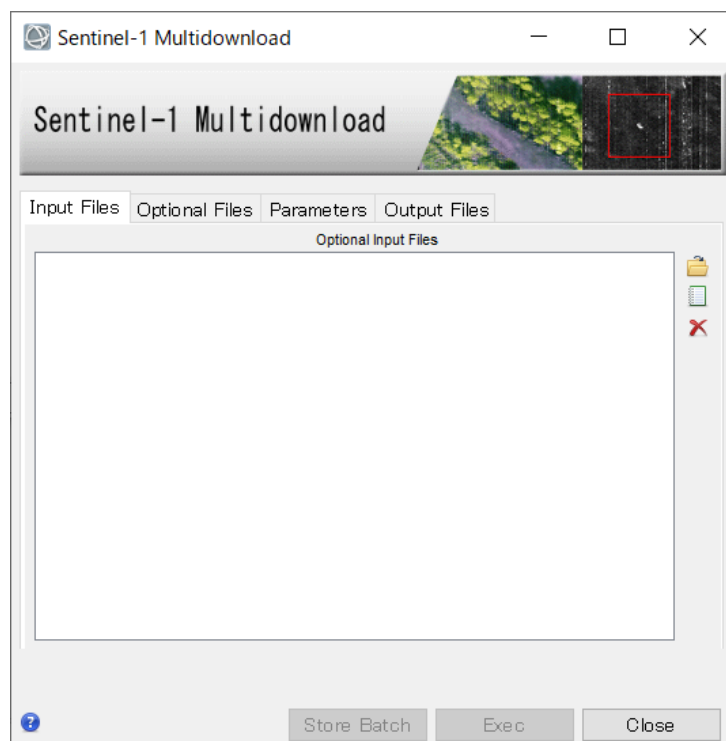 Sentinel-1 Multidownload
Sentinel-1 Multidownload
Input Files Optional Files Parameters Output Files
Optional Input Files
? Store Batch Exec Close